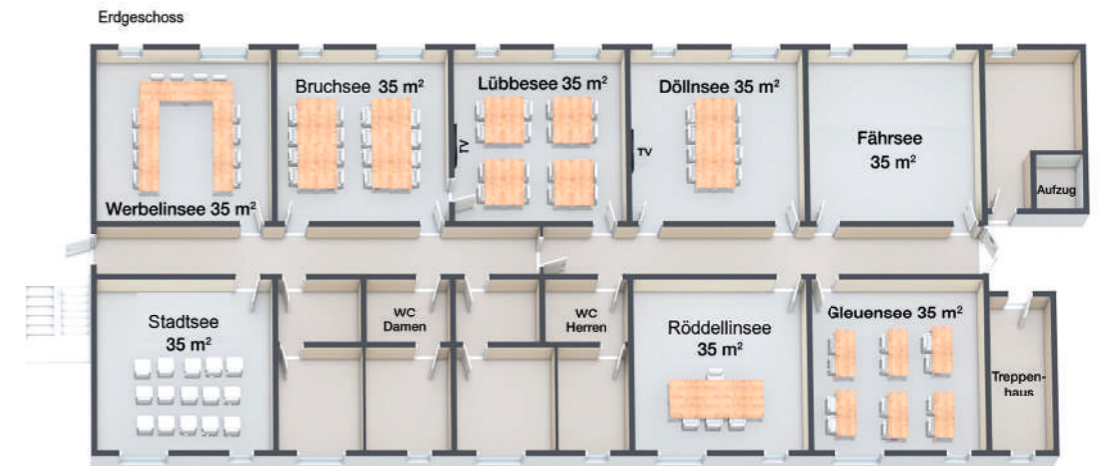 Erdgeschoss
Werbelinsee 35 m²
Bruchsee 35 m²
Lübbesee 35 m²
TV
Döllnsee 35 m²
TV
Fährsee
35 m²
Aufzug
Stadtsee
35 m²
WC
Damen
WC
Herren
Röddelinsee
35 m²
Gleuensee 35 m²
Treppen-
haus